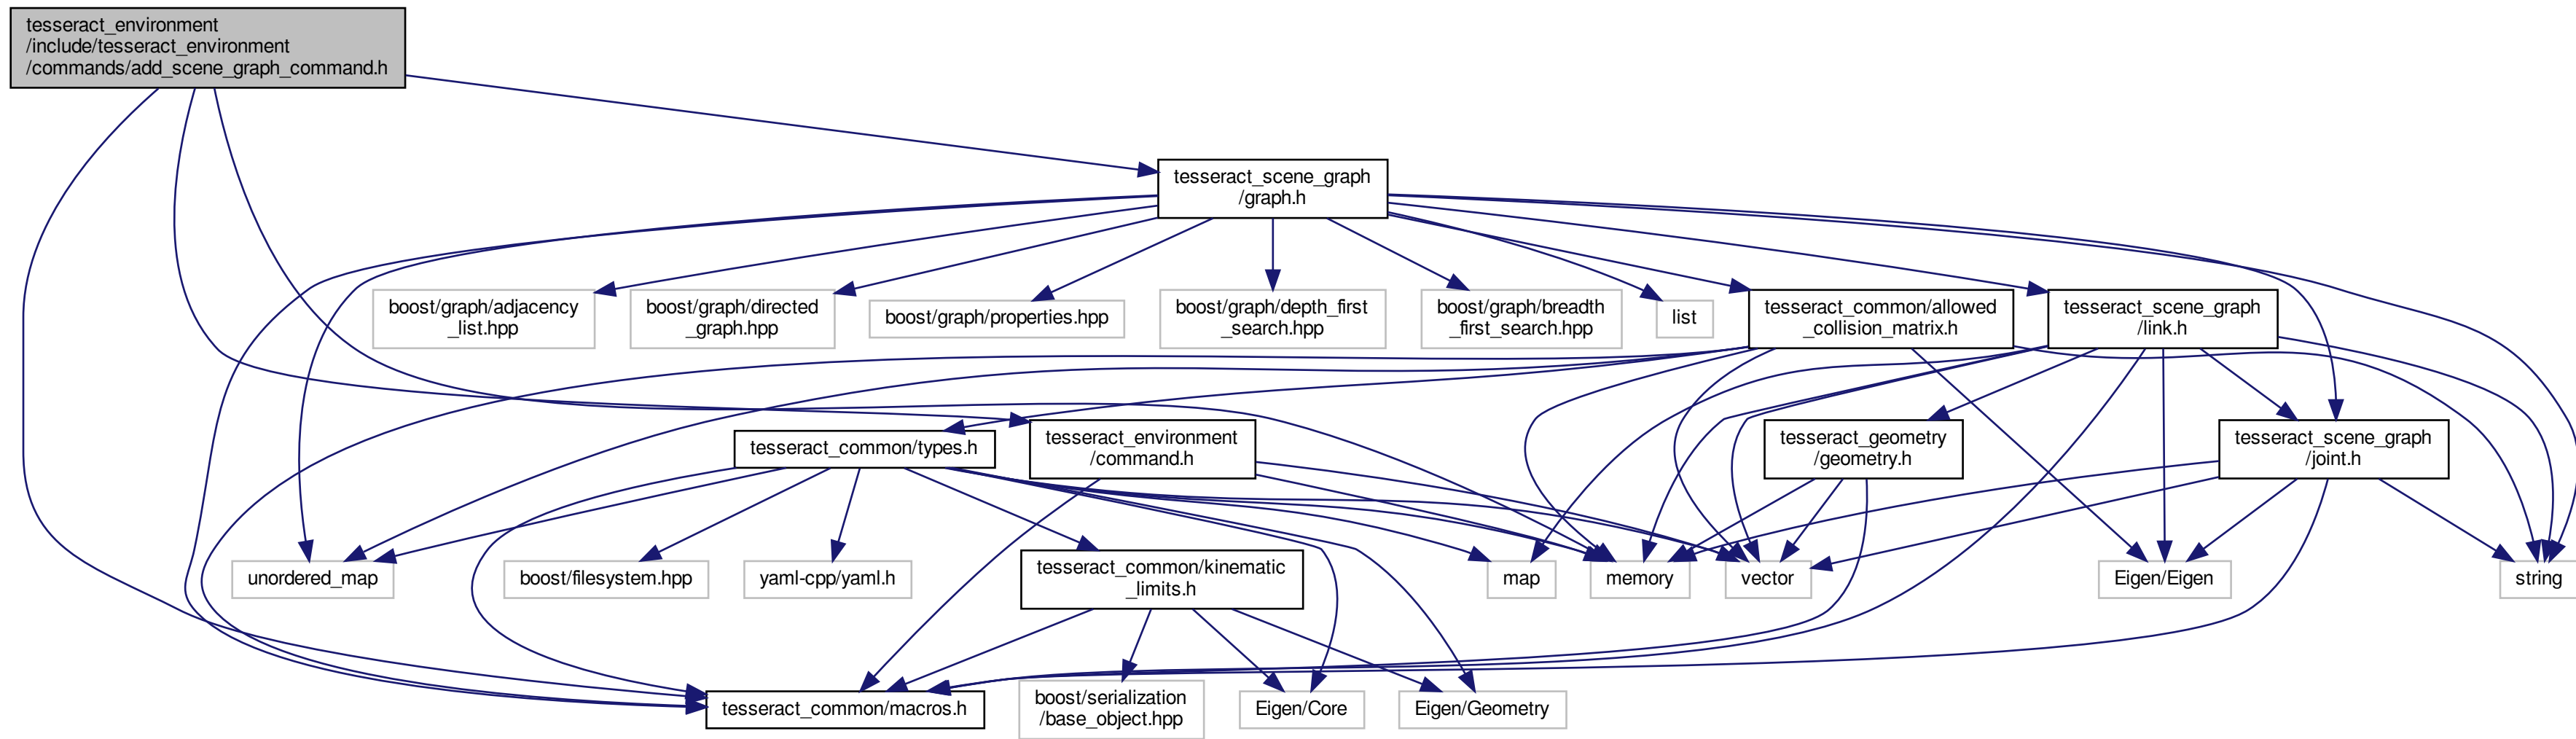 tesseract_environment
/include/tesseract_environment
/commands/add_scene_graph_command.h
tesseract_scene_graph
/graph.h
boost/graph/adjacency
_list.hpp
boost/graph/directed
_graph.hpp
boost/graph/properties.hpp
boost/graph/depth_first
_search.hpp
boost/graph/breadth
_first_search.hpp
list
tesseract_common/allowed
_collision_matrix.h
tesseract_scene_graph
/link.h
tesseract_common/types.h
tesseract_environment
/command.h
tesseract_geometry
/geometry.h
tesseract_scene_graph
/joint.h
unordered_map
boost/filesystem.hpp
yaml-cpp/yaml.h
tesseract_common/kinematic
_limits.h
map
memory
vector
Eigen/Eigen
string
tesseract_common/macros.h
boost/serialization
/base_object.hpp
Eigen/Core
Eigen/Geometry